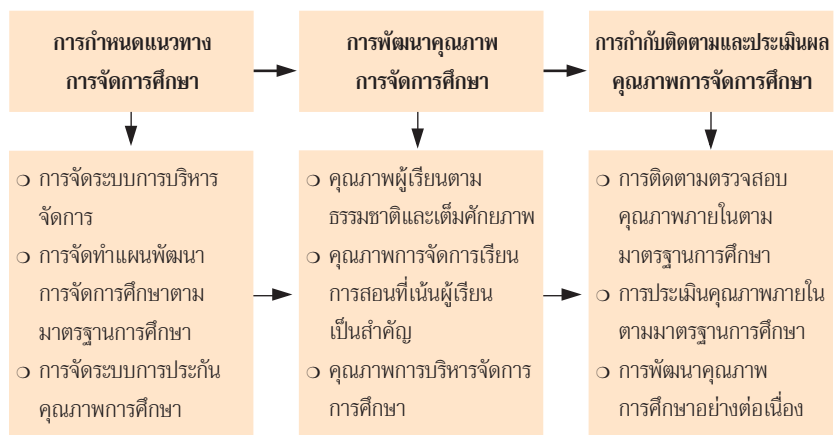 การกำหนดแนวทาง
การจัดการศึกษา
การพัฒนาคุณภาพ
การจัดการศึกษา
การกำกับติดตามและประเมินผล
คุณภาพการจัดการศึกษา
❍ การจัดระบบการบริหาร
จัดการ
❍ การจัดทำแผนพัฒนา
การจัดการศึกษาตาม
มาตรฐานการศึกษา
❍ การจัดระบบการประกัน
คุณภาพการศึกษา
❍ คุณภาพผู้เรียนตาม
ธรรมชาติและเต็มศักยภาพ
❍ คุณภาพการจัดการเรียน
การสอนที่เน้นผู้เรียน
เป็นสำคัญ
❍ คุณภาพการบริหารจัดการ
การศึกษา
❍ การติดตามตรวจสอบ
คุณภาพภายในตาม
มาตรฐานการศึกษา
❍ การประเมินคุณภาพภายใน
ตามมาตรฐานการศึกษา
❍ การพัฒนาคุณภาพ
การศึกษาอย่างต่อเนื่อง